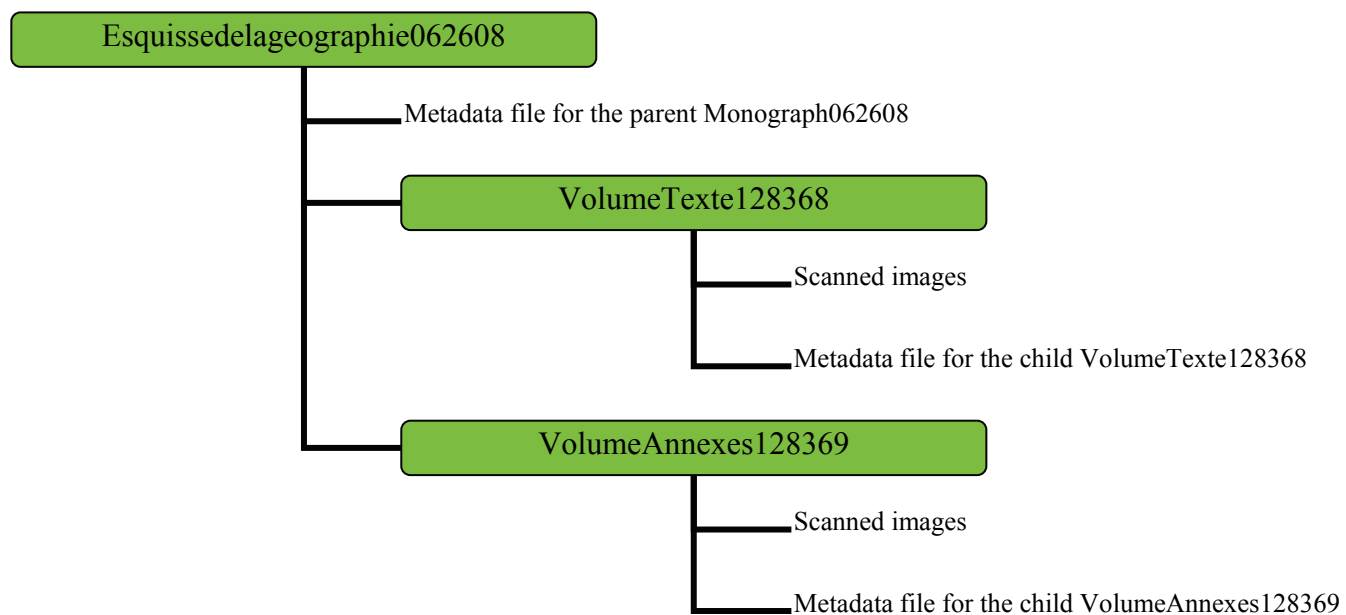 Esquissedelageographie062608
Metadata file for the parent Monograph062608
VolumeTexte128368
Scanned images
Metadata file for the child VolumeTexte128368
VolumeAnnexes128369
Scanned images
Metadata file for the child VolumeAnnexes128369